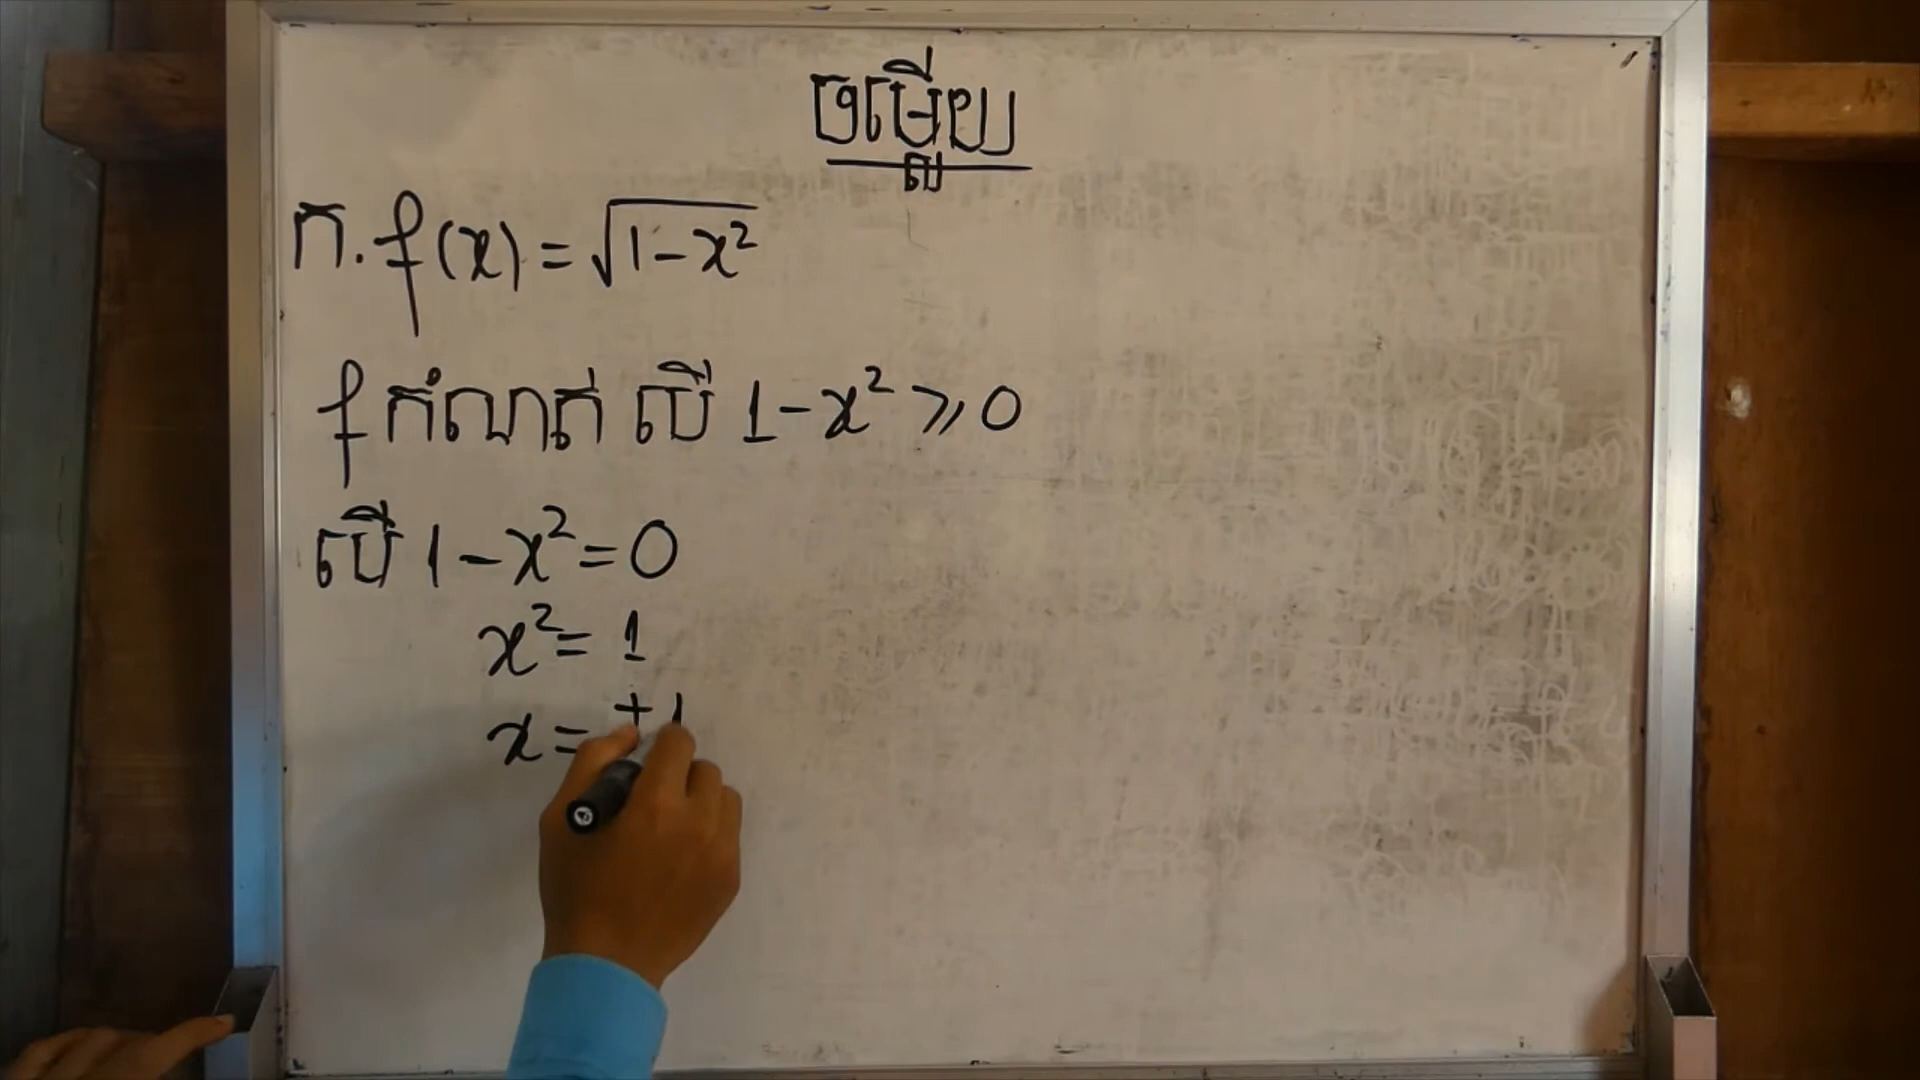 ចម្លើយ
ក. f(x) = √1-x²
f កំណត់ បើ 1-x² ⩾ 0
បើ 1-x² = 0
x² = 1
x = ±1